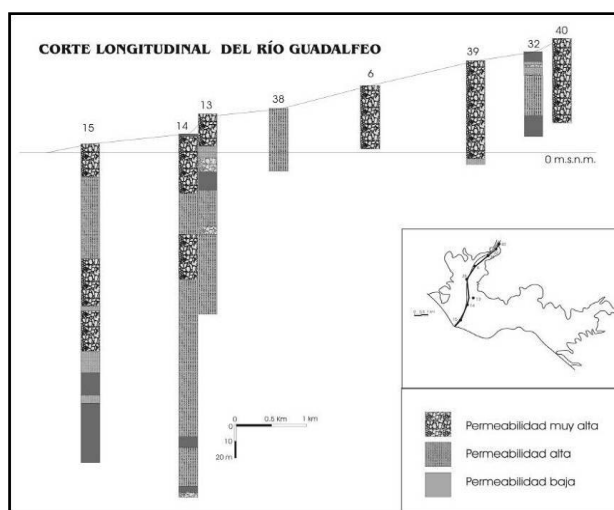 CORTE LONGITUDINAL DEL RÍO GUADALFEO
40
32
39
6
38
13
14
15
0 m.s.n.m.
0 0.5 Km 1 km
0
10
20 m
Permeabilidad muy alta
Permeabilidad alta
Permeabilidad baja